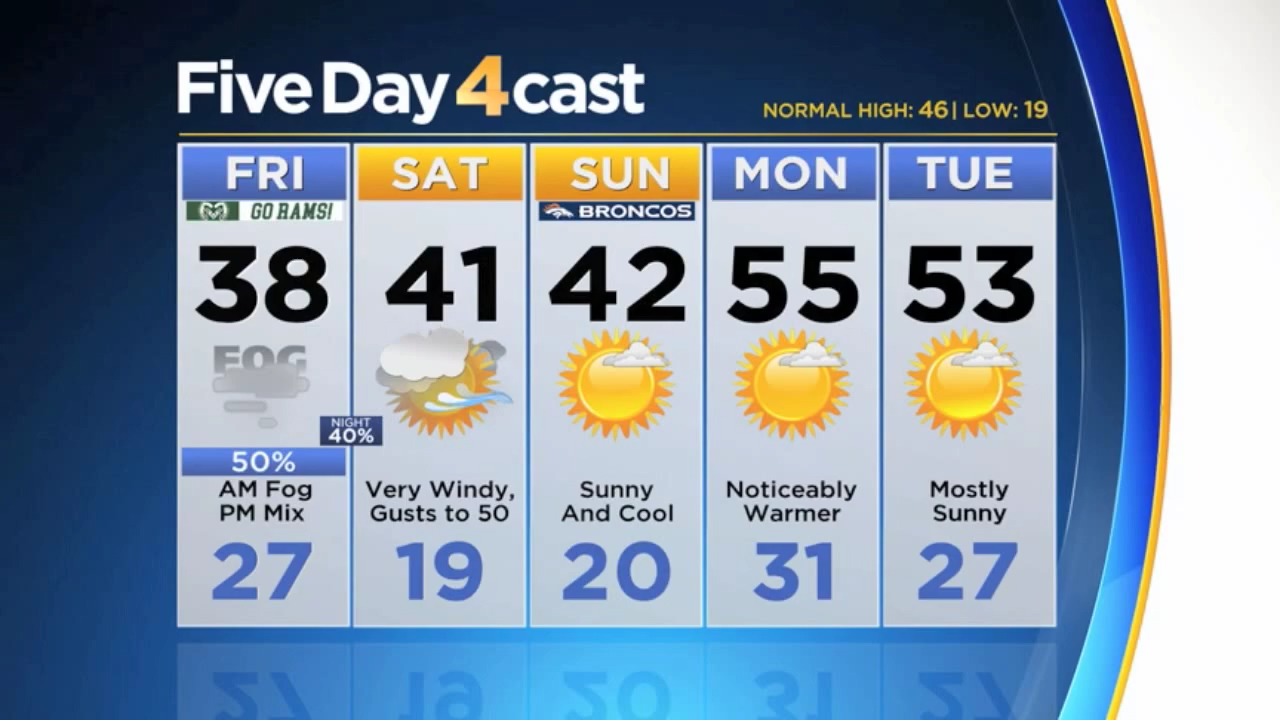 Five Day 4cast
NORMAL HIGH: 46 | LOW: 19
FRI
SAT
SUN
MON
TUE
GO RAMS!
BRONCOS
38
41
42
55
53
FOG
NIGHT
40%
50%
AM Fog
PM Mix
Very Windy,
Gusts to 50
Sunny
And Cool
Noticeably
Warmer
Mostly
Sunny
27
19
20
31
27